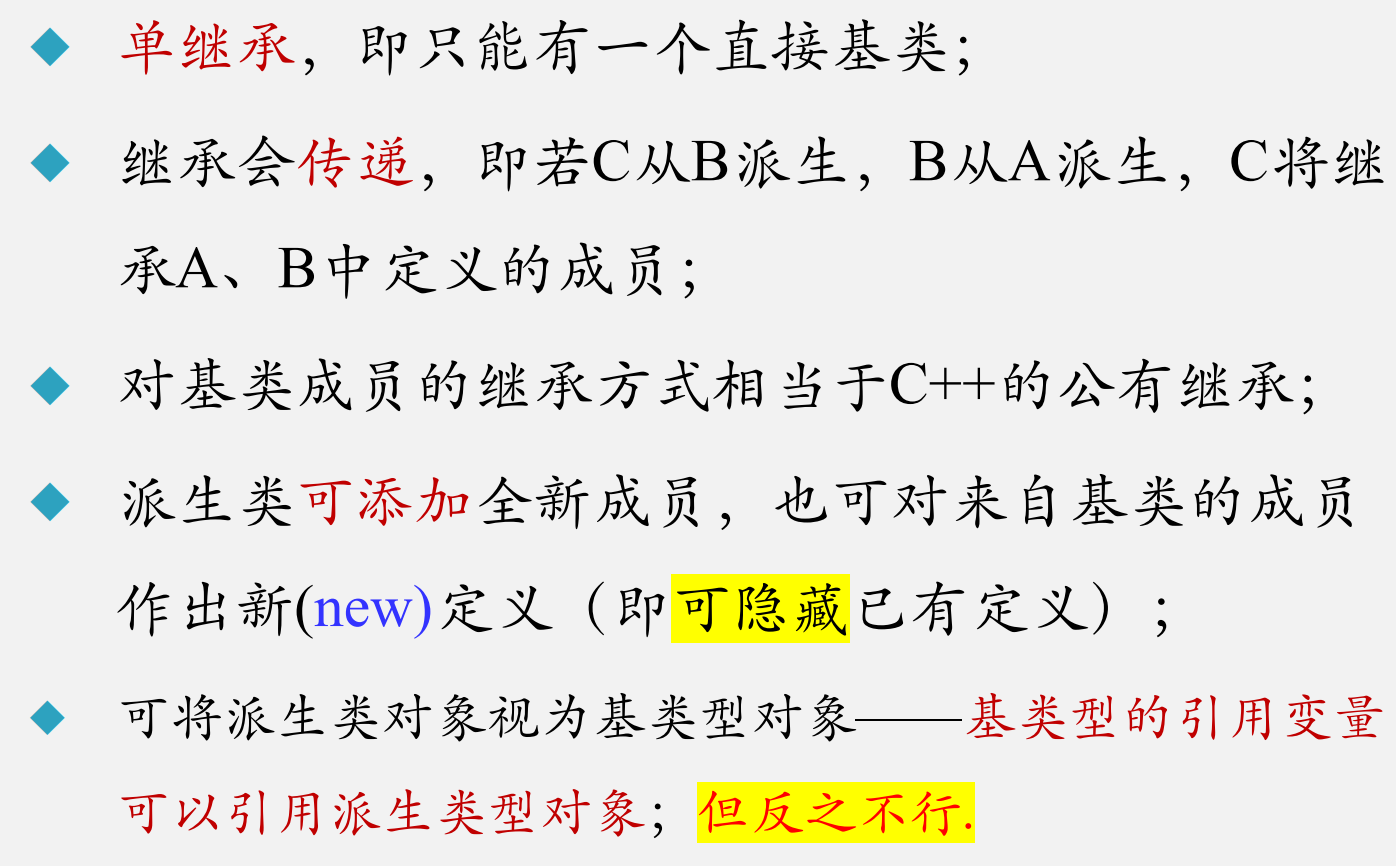 单继承，即只能有一个直接基类；
继承会传递，即若C从B派生，B从A派生，C将继
承A、B中定义的成员；
对基类成员的继承方式相当于C++的公有继承；
派生类可添加全新成员，也可对来自基类的成员
作出新(new)定义（即可隐藏已有定义）；
可将派生类对象视为基类型对象——基类型的引用变量
可以引用派生类型对象；但反之不行.